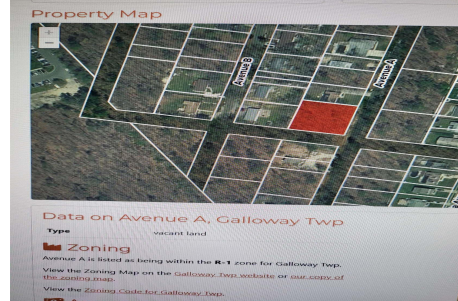 Property Map
+
−
Avenue B
Avenue A
Data on Avenue A, Galloway Twp
Type vacant land
Zoning
Avenue A is listed as being within the R-1 zone for Galloway Twp.
View the Zoning Map on the Galloway Twp website or our copy of
the zoning map.
View the Zoning Code for Galloway Twp.